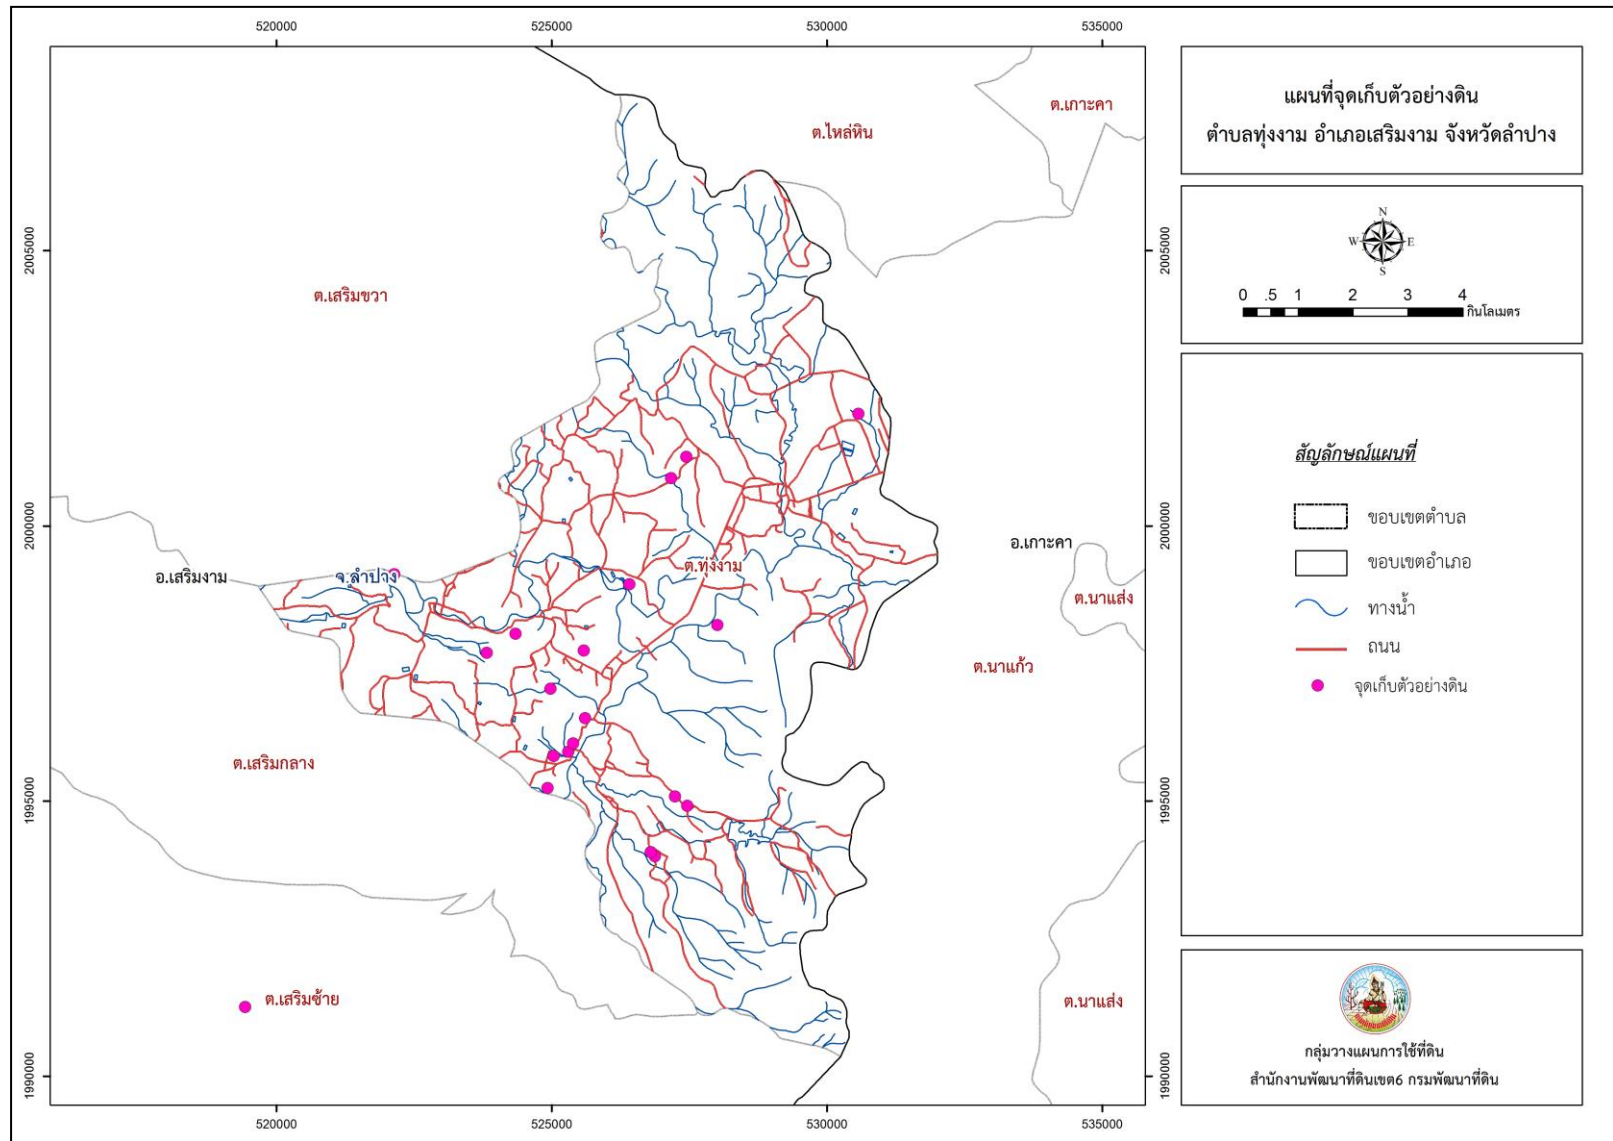 520000
525000
530000
535000
แผนที่จุดเก็บตัวอย่างดิน
ตำบลทุ่งงาม อำเภอเสริมงาม จังหวัดลำปาง
ต.เกาะคา
ต.ไหล่หิน
N
W
E
S
2005000
2005000
ต.เสริมขวา
0 .5 1 2 3 4
กิโลเมตร
สัญลักษณ์แผนที่
ขอบเขตตำบล
ขอบเขตอำเภอ
ทางน้ำ
ถนน
จุดเก็บตัวอย่างดิน
2000000
2000000
อ.เกาะคา
ต.ทุ่งงาม
อ.เสริมงาม
จ.ลำปาง
ต.นาแส่ง
ต.นาแก้ว
ต.เสริมกลาง
1995000
1995000
ต.เสริมซ้าย
ต.นาแส่ง
กลุ่มวางแผนการใช้ที่ดิน
สำนักงานพัฒนาที่ดินเขต6 กรมพัฒนาที่ดิน
1990000
1990000
520000
525000
530000
535000